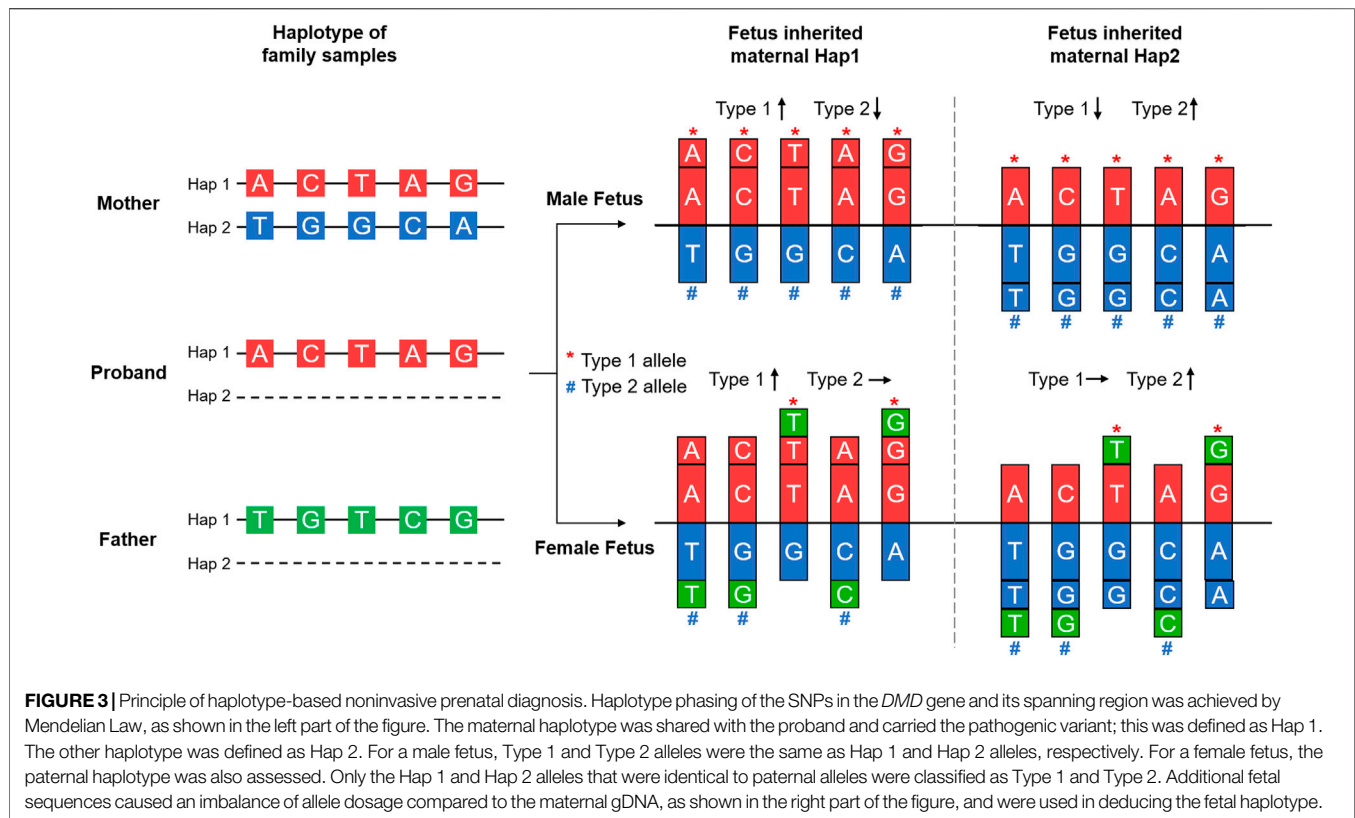 Haplotype of
family samples
Fetus inherited
maternal Hap1
Fetus inherited
maternal Hap2
Type 1 ↑ Type 2 ↓
Type 1 ↓ Type 2 ↑
Mother
Hap 1 A C T A G
Hap 2 T G G C A
Male Fetus
* * * * *
A C T A G
A C T A G
T G G C A
# # # # #
* * * * *
A C T A G
T G G C A
T G G C A
# # # # #
Proband
Hap 1 A C T A G
Hap 2
* Type 1 allele
# Type 2 allele
Father
Hap 1 T G T C G
Hap 2
Female Fetus
Type 1 ↑ Type 2 →
* *
T G
A C T A G
A C T A G
T G G C A
T G C
# # #
Type 1 → Type 2 ↑
* *
T G
A C T A G
T G G C A
T G G C A
T G C
# # #
FIGURE 3 | Principle of haplotype-based noninvasive prenatal diagnosis. Haplotype phasing of the SNPs in the DMD gene and its spanning region was achieved by
Mendelian Law, as shown in the left part of the figure. The maternal haplotype was shared with the proband and carried the pathogenic variant; this was defined as Hap 1.
The other haplotype was defined as Hap 2. For a male fetus, Type 1 and Type 2 alleles were the same as Hap 1 and Hap 2 alleles, respectively. For a female fetus, the
paternal haplotype was also assessed. Only the Hap 1 and Hap 2 alleles that were identical to paternal alleles were classified as Type 1 and Type 2. Additional fetal
sequences caused an imbalance of allele dosage compared to the maternal gDNA, as shown in the right part of the figure, and were used in deducing the fetal haplotype.